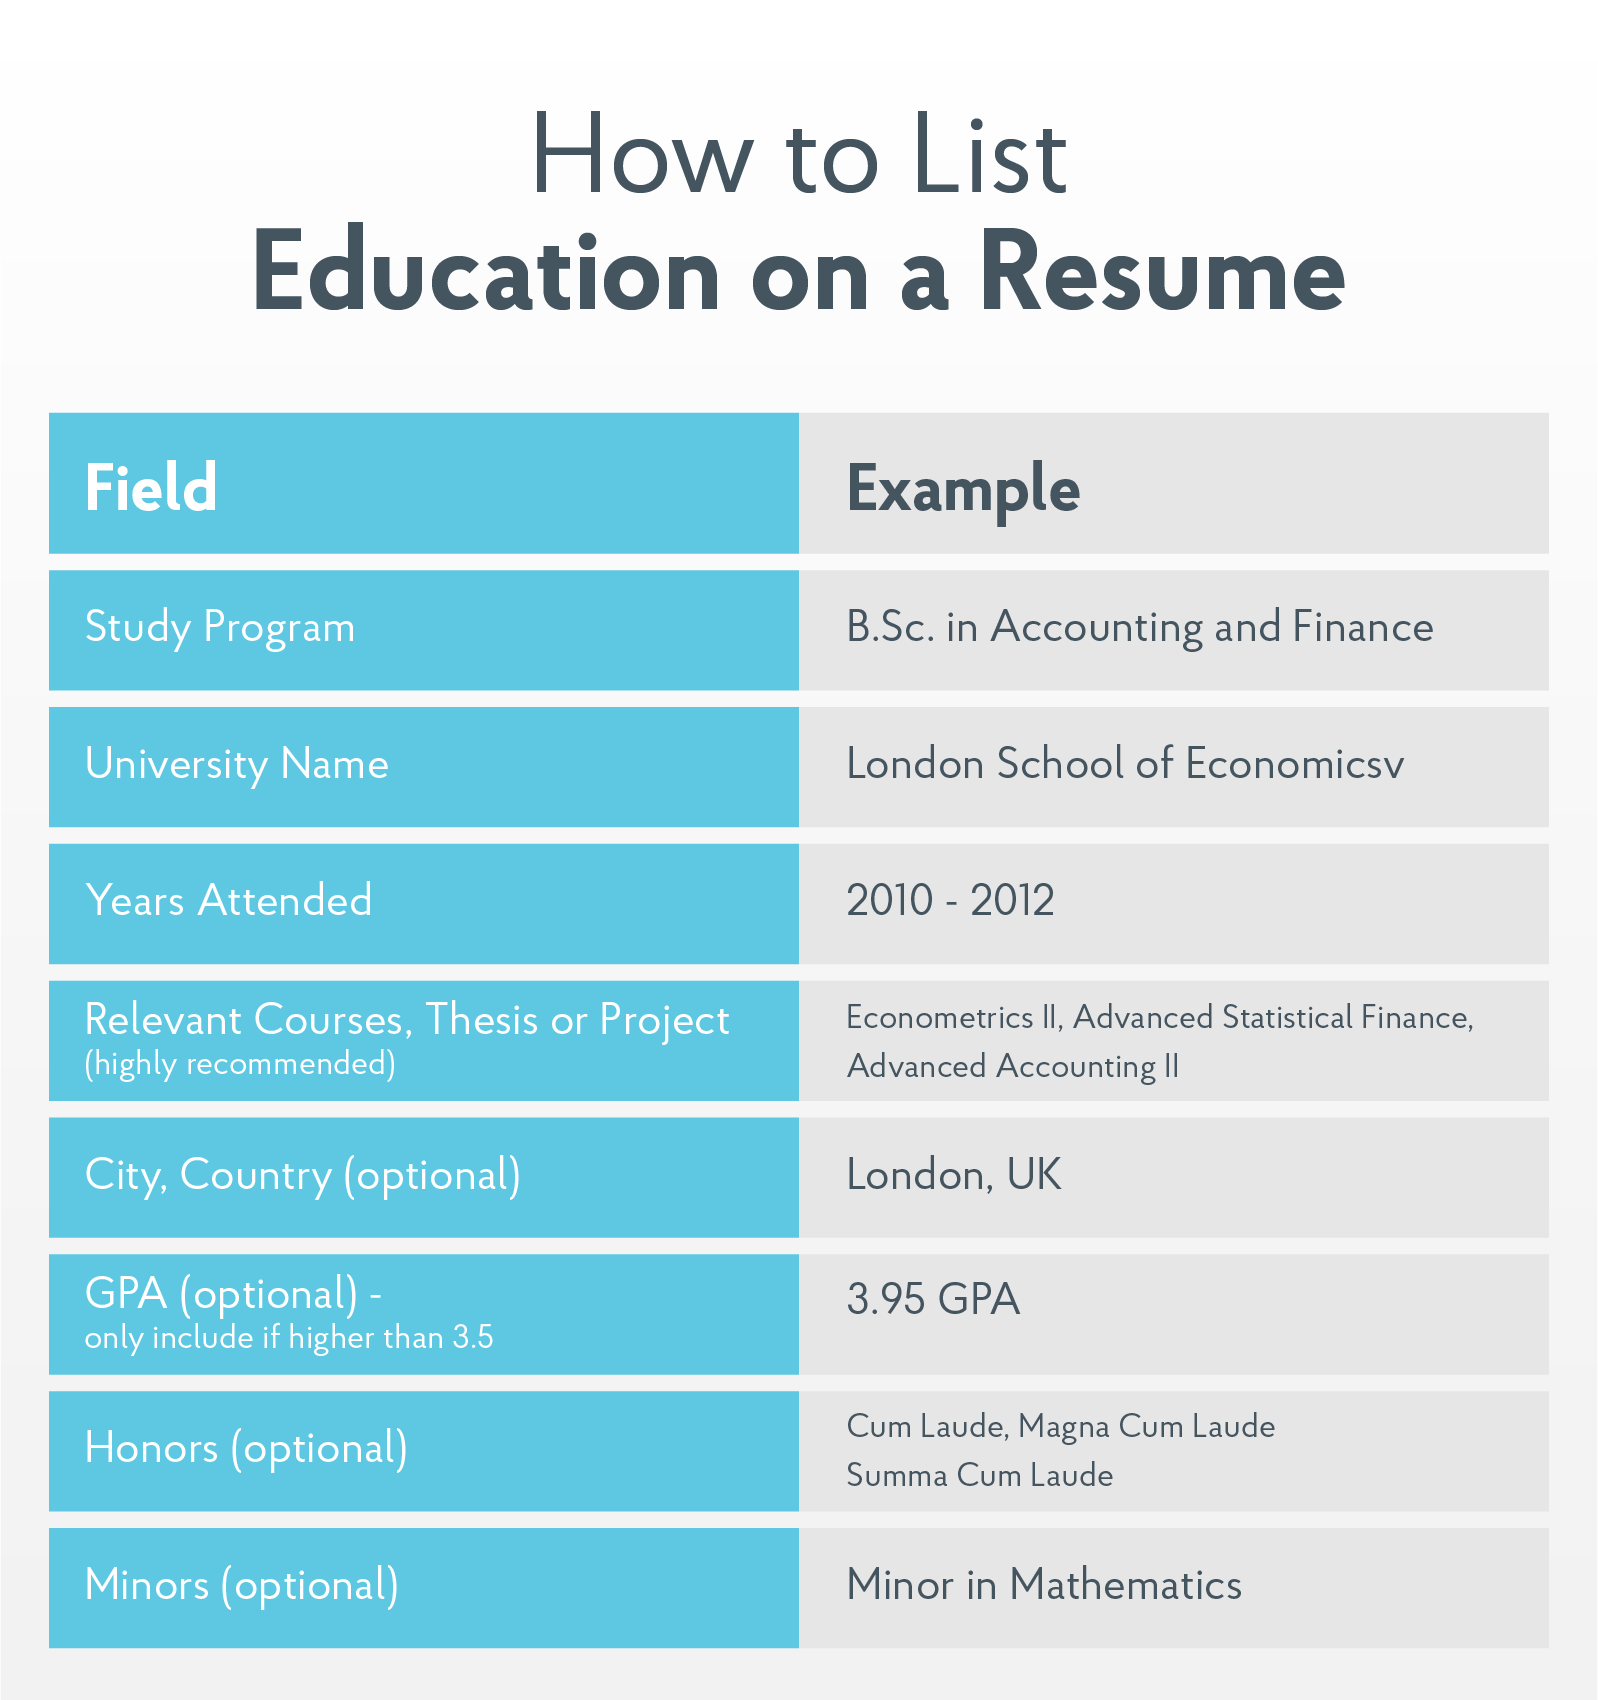 How to List
Education on a Resume
Field
Example
Study Program
B.Sc. in Accounting and Finance
University Name
London School of Economicsv
Years Attended
2010 - 2012
Relevant Courses, Thesis or Project
(highly recommended)
Econometrics II, Advanced Statistical Finance,
Advanced Accounting II
City, Country (optional)
London, UK
GPA (optional) -
only include if higher than 3.5
3.95 GPA
Honors (optional)
Cum Laude, Magna Cum Laude
Summa Cum Laude
Minors (optional)
Minor in Mathematics